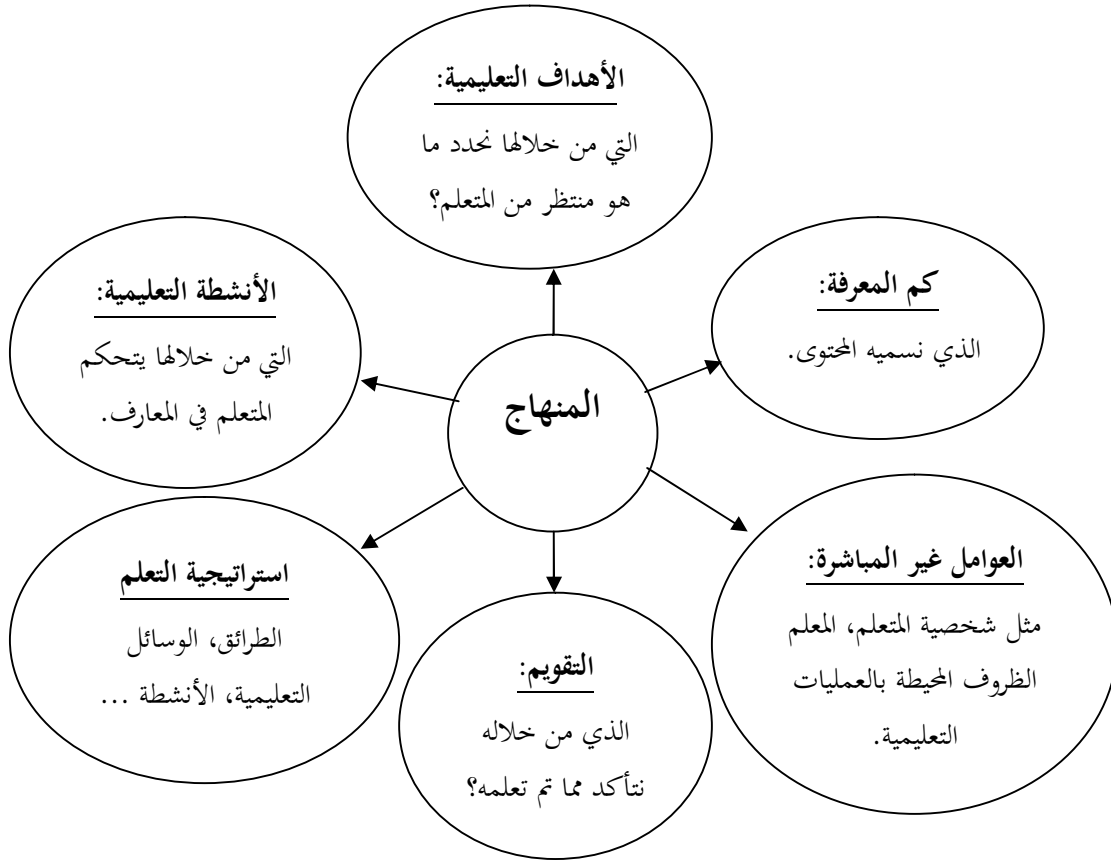 الأهداف التعليمية:
التي من خلالها نحدد ما
هو منتظر من المتعلم؟
كم المعرفة:
الذي نسميه المحتوى.
الأنشطة التعليمية:
التي من خلالها يتحكم
المتعلم في المعارف.
المنهاج
العوامل غير المباشرة:
مثل شخصية المتعلم، المعلم
الظروف المحيطة بالعمليات
التعليمية.
استراتيجية التعلم
الطرائق، الوسائل
التعليمية، الأنشطة ...
التقويم:
الذي من خلاله
نتأكد مما تم تعلمه؟